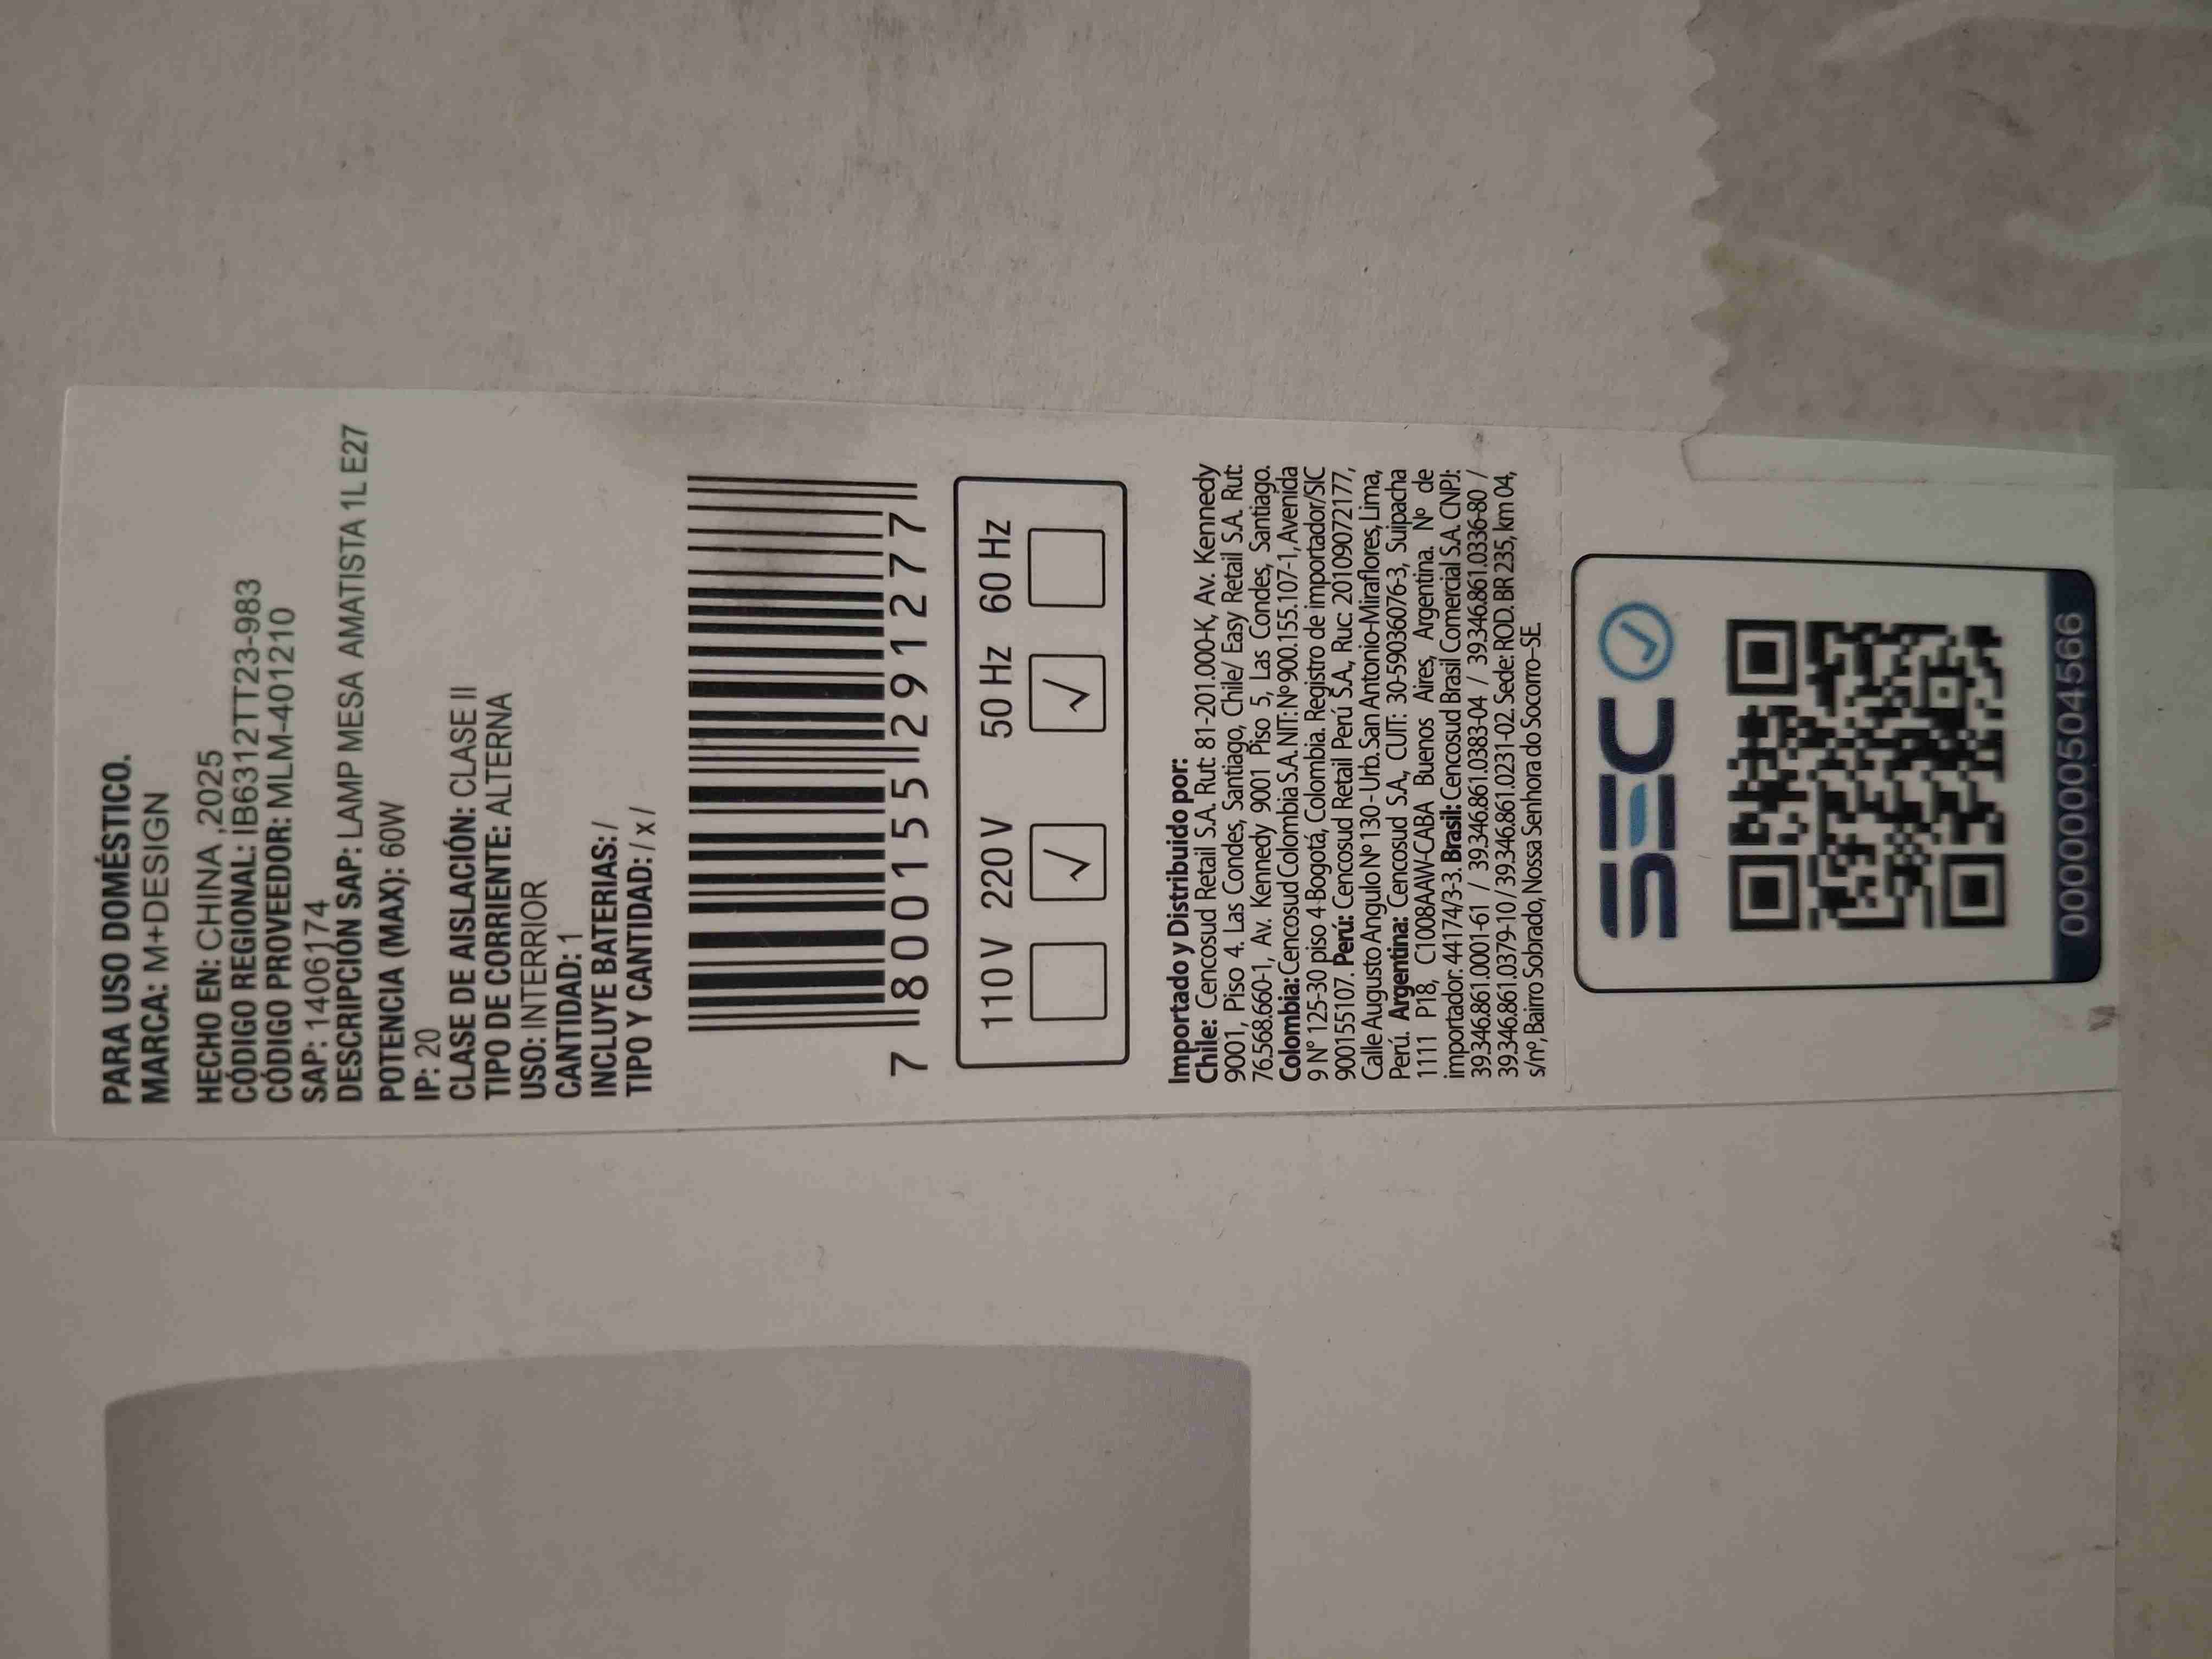 PARA USO DOMÉSTICO.
MARCA: M+DESIGN
HECHO EN: CHINA ,2025
CÓDIGO REGIONAL: IB6312TT23-983
CÓDIGO PROVEEDOR: MLM-401210
SAP: 1406174
DESCRIPCIÓN SAP: LAMP MESA AMATISTA 1L E27
POTENCIA (MAX): 60W
IP: 20
CLASE DE AISLACIÓN: CLASE II
TIPO DE CORRIENTE: ALTERNA
USO: INTERRIOR
CANTIDAD: 1
INCLUYE BATERIAS: /
TIPO Y CANTIDAD: / x /
7 800155 291277
110 V 220 V 50 Hz 60 Hz
Importado y Distribuido por:
Chile: Cencosud Retail S.A. Rut: 81-201.000-K, Av. Kennedy
9001, Piso 4. Las Condes, Santiago, Chile/ Easy Retail S.A. Rut:
76.568.660-1, Av. Kennedy 9001 Piso 5, Las Condes, Santiago.
Colombia: Cencosud Colombia S.A. NIT: Nº 900.155.107-1, Avenida
9 Nº 125-30 piso 4-Bogotá, Colombia. Registro de importador/SIC
900155107. Perú: Cencosud Retail Perú S.A., Ruc: 20109072177,
Calle Augusto Angulo Nº 130 - Urb. San Antonio-Miraflores, Lima,
Perú. Argentina: Cencosud S.A., CUIT: 30-59036076-3, Suipacha
1111 P18, C1008AAW-CABA Buenos Aires, Argentina. Nº de
importador: 44174/3-3. Brasil: Cencosud Brasil Comercial S.A. CNPJ:
39.346.861.0001-61 / 39.346.861.0383-04 / 39.346.861.0336-80 /
39.346.861.0379-10 / 39.346.861.0231-02. Sede: ROD. BR 235, km 04,
s/nº, Bairro Sobrado, Nossa Senhora do Socorro-SE.
SEC
0000000504566